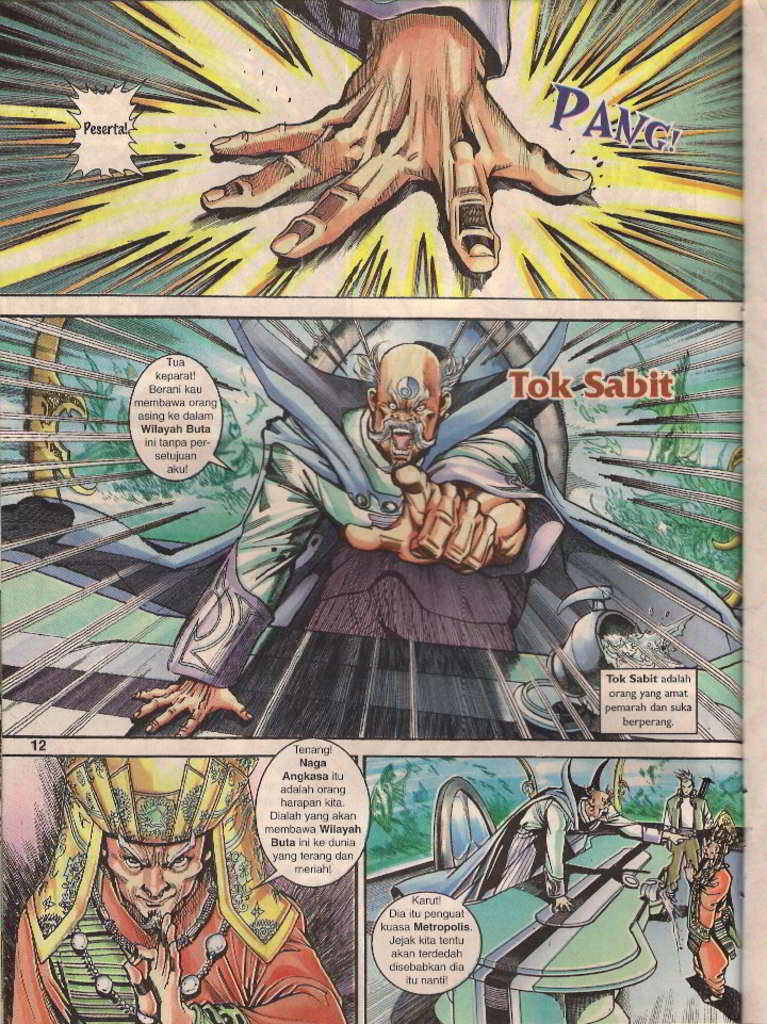 Peserta!
PANG!
Tua
keparat!
Berani kau
membawa orang
asing ke dalam
Wilayah Buta
ini tanpa per-
setujuan
aku!
Tok Sabit
Tok Sabit adalah
orang yang amat
pemarah dan suka
berperang.
12
Tenang!
Naga
Angkasa itu
adalah orang
harapan kita.
Dialah yang akan
membawa Wilayah
Buta ini ke dunia
yang terang dan
meriah!
Karut!
Dia itu penguat
kuasa Metropolis.
Jejak kita tentu
akan terdedah
disebabkan dia
itu nanti!